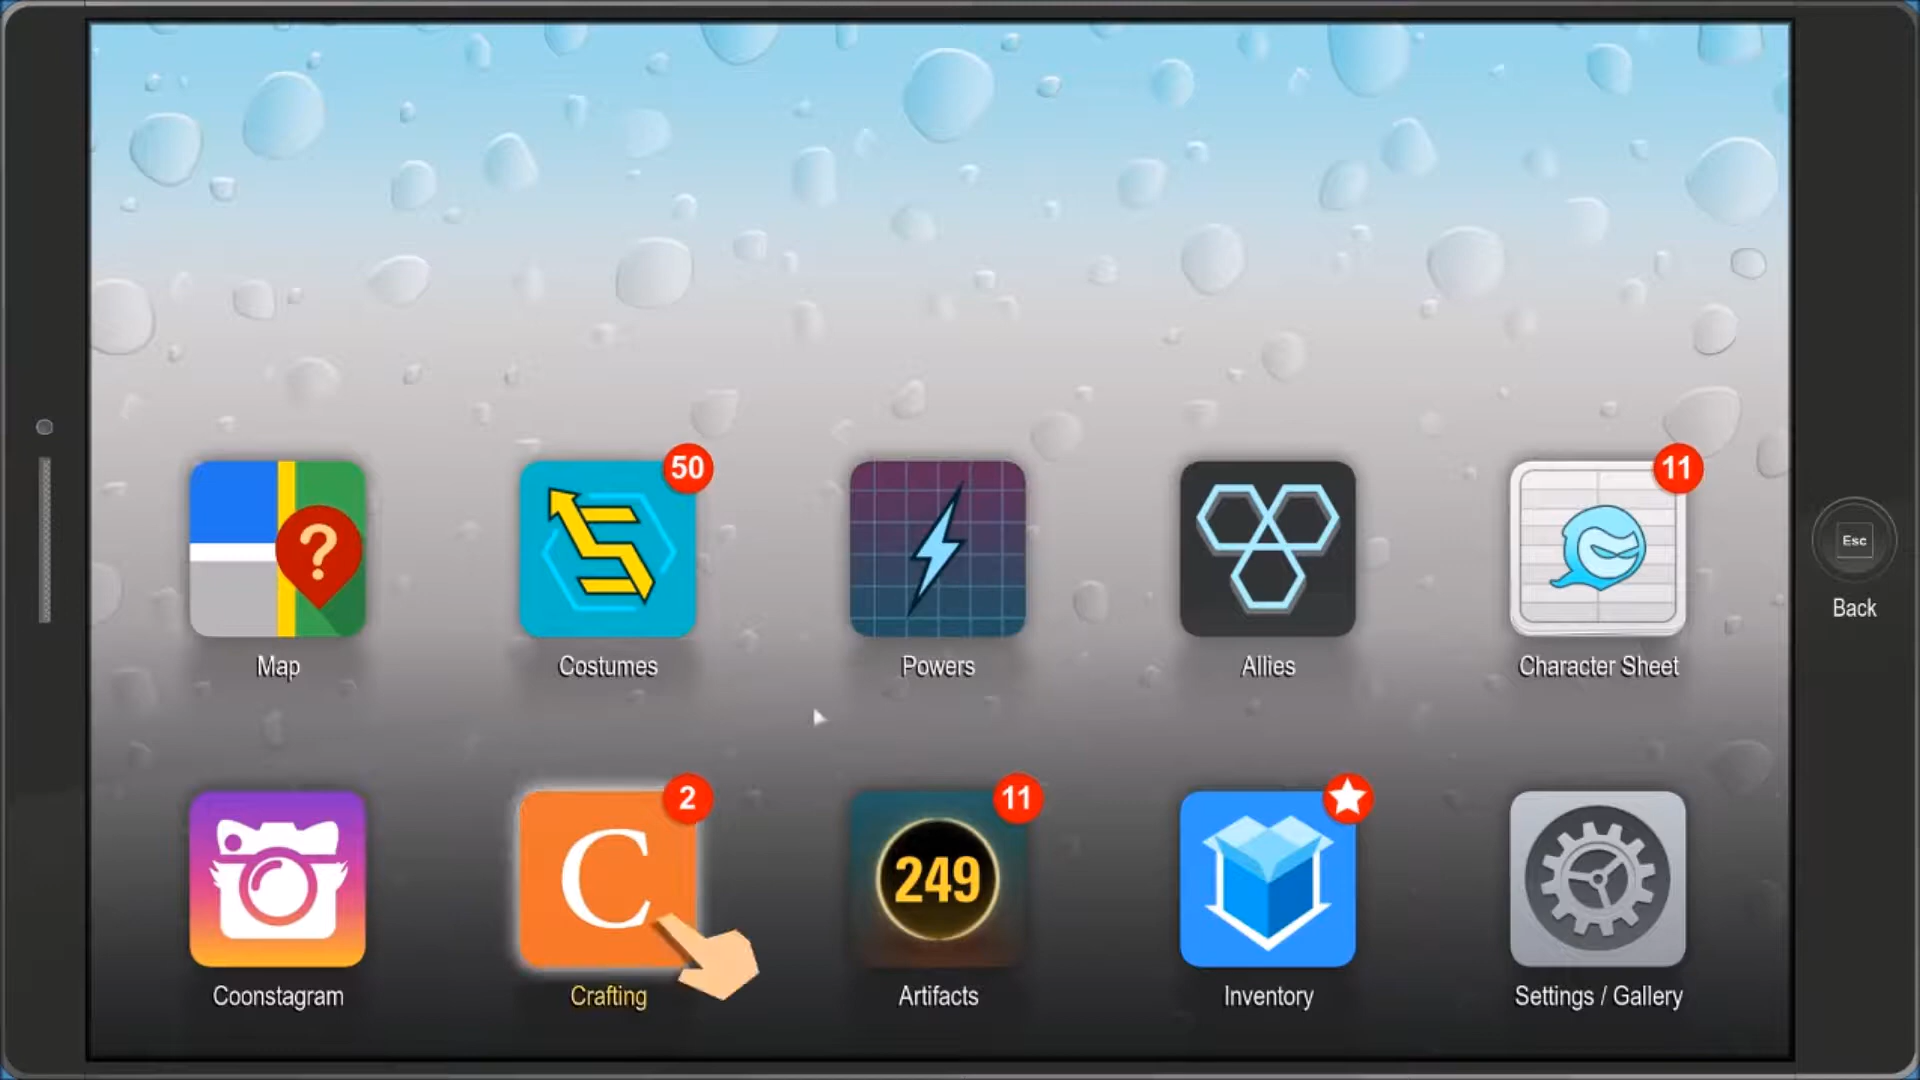 50
11
?
Esc
Map
Costumes
Powers
Allies
Character Sheet
Back
2
11
C
249
Coonstagram
Crafting
Artifacts
Inventory
Settings / Gallery